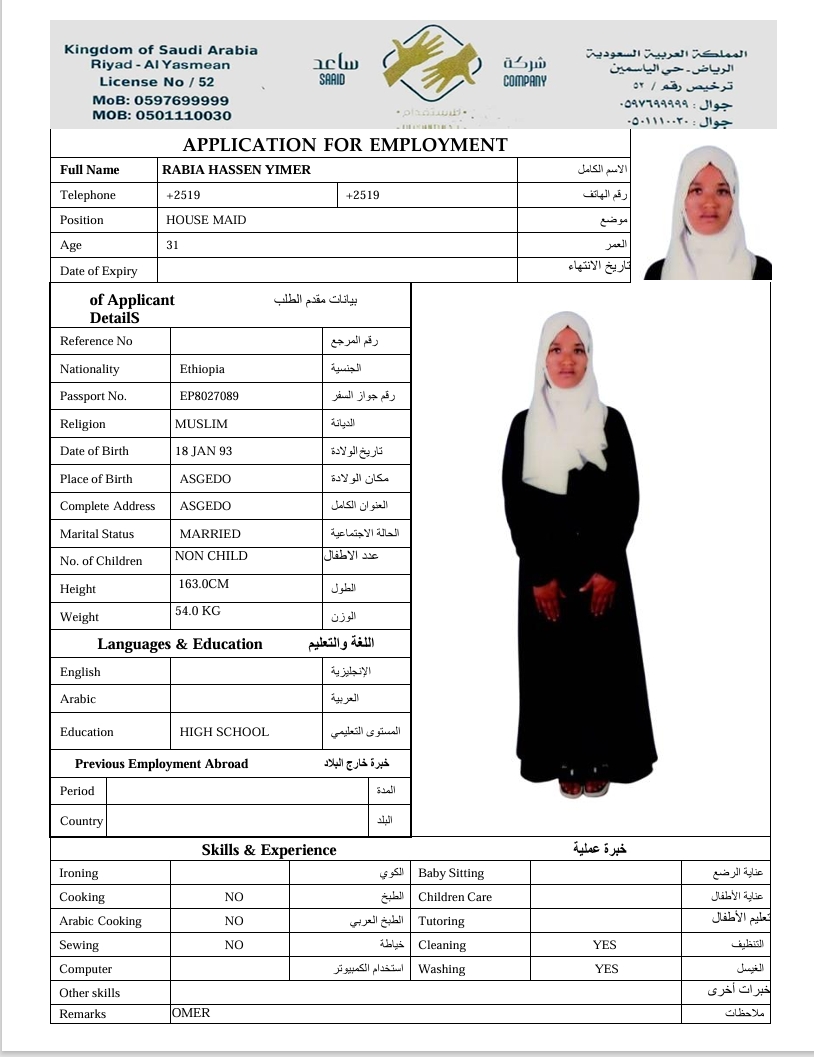 Kingdom of Saudi Arabia
Riyad - Al Yasmean
License No / 52
MoB: 0597699999
MOB: 0501110030
ساعد
SAAID
شركة
COMPANY
للاستقدام
المملكة العربية السعودية
الرياض - حي الياسمين
ترخيص رقم / ٥٢
جوال : ٠٥٩٧٦٩٩٩٩٩
جوال : ٠٥٠١١١٠٠٣٠
APPLICATION FOR EMPLOYMENT
Full Name RABIA HASSEN YIMER الاسم الكامل
Telephone +2519 +2519 رقم الهاتف
Position HOUSE MAID موضع
Age 31 العمر
Date of Expiry تاريخ الانتهاء
of Applicant بيانات مقدم الطلب
DetailS
Reference No رقم المرجع
Nationality Ethiopia الجنسية
Passport No. EP8027089 رقم جواز السفر
Religion MUSLIM الديانة
Date of Birth 18 JAN 93 تاريخ الولادة
Place of Birth ASGEDO مكان الولادة
Complete Address ASGEDO العنوان الكامل
Marital Status MARRIED الحالة الاجتماعية
No. of Children NON CHILD عدد الاطفال
Height 163.0CM الطول
Weight 54.0 KG الوزن
Languages & Education اللغة والتعليم
English الإنجليزية
Arabic العربية
Education HIGH SCHOOL المستوى التعليمي
Previous Employment Abroad خبرة خارج البلاد
Period المدة
Country البلد
Skills & Experience خبرة عملية
Ironing الكوي Baby Sitting عناية الرضع
Cooking NO الطبخ Children Care عناية الأطفال
Arabic Cooking NO الطبخ العربي Tutoring تعليم الأطفال
Sewing NO خياطة Cleaning YES التنظيف
Computer استخدام الكمبيوتر Washing YES الغيسل
Other skills خبرات أخرى
Remarks OMER ملاحظات